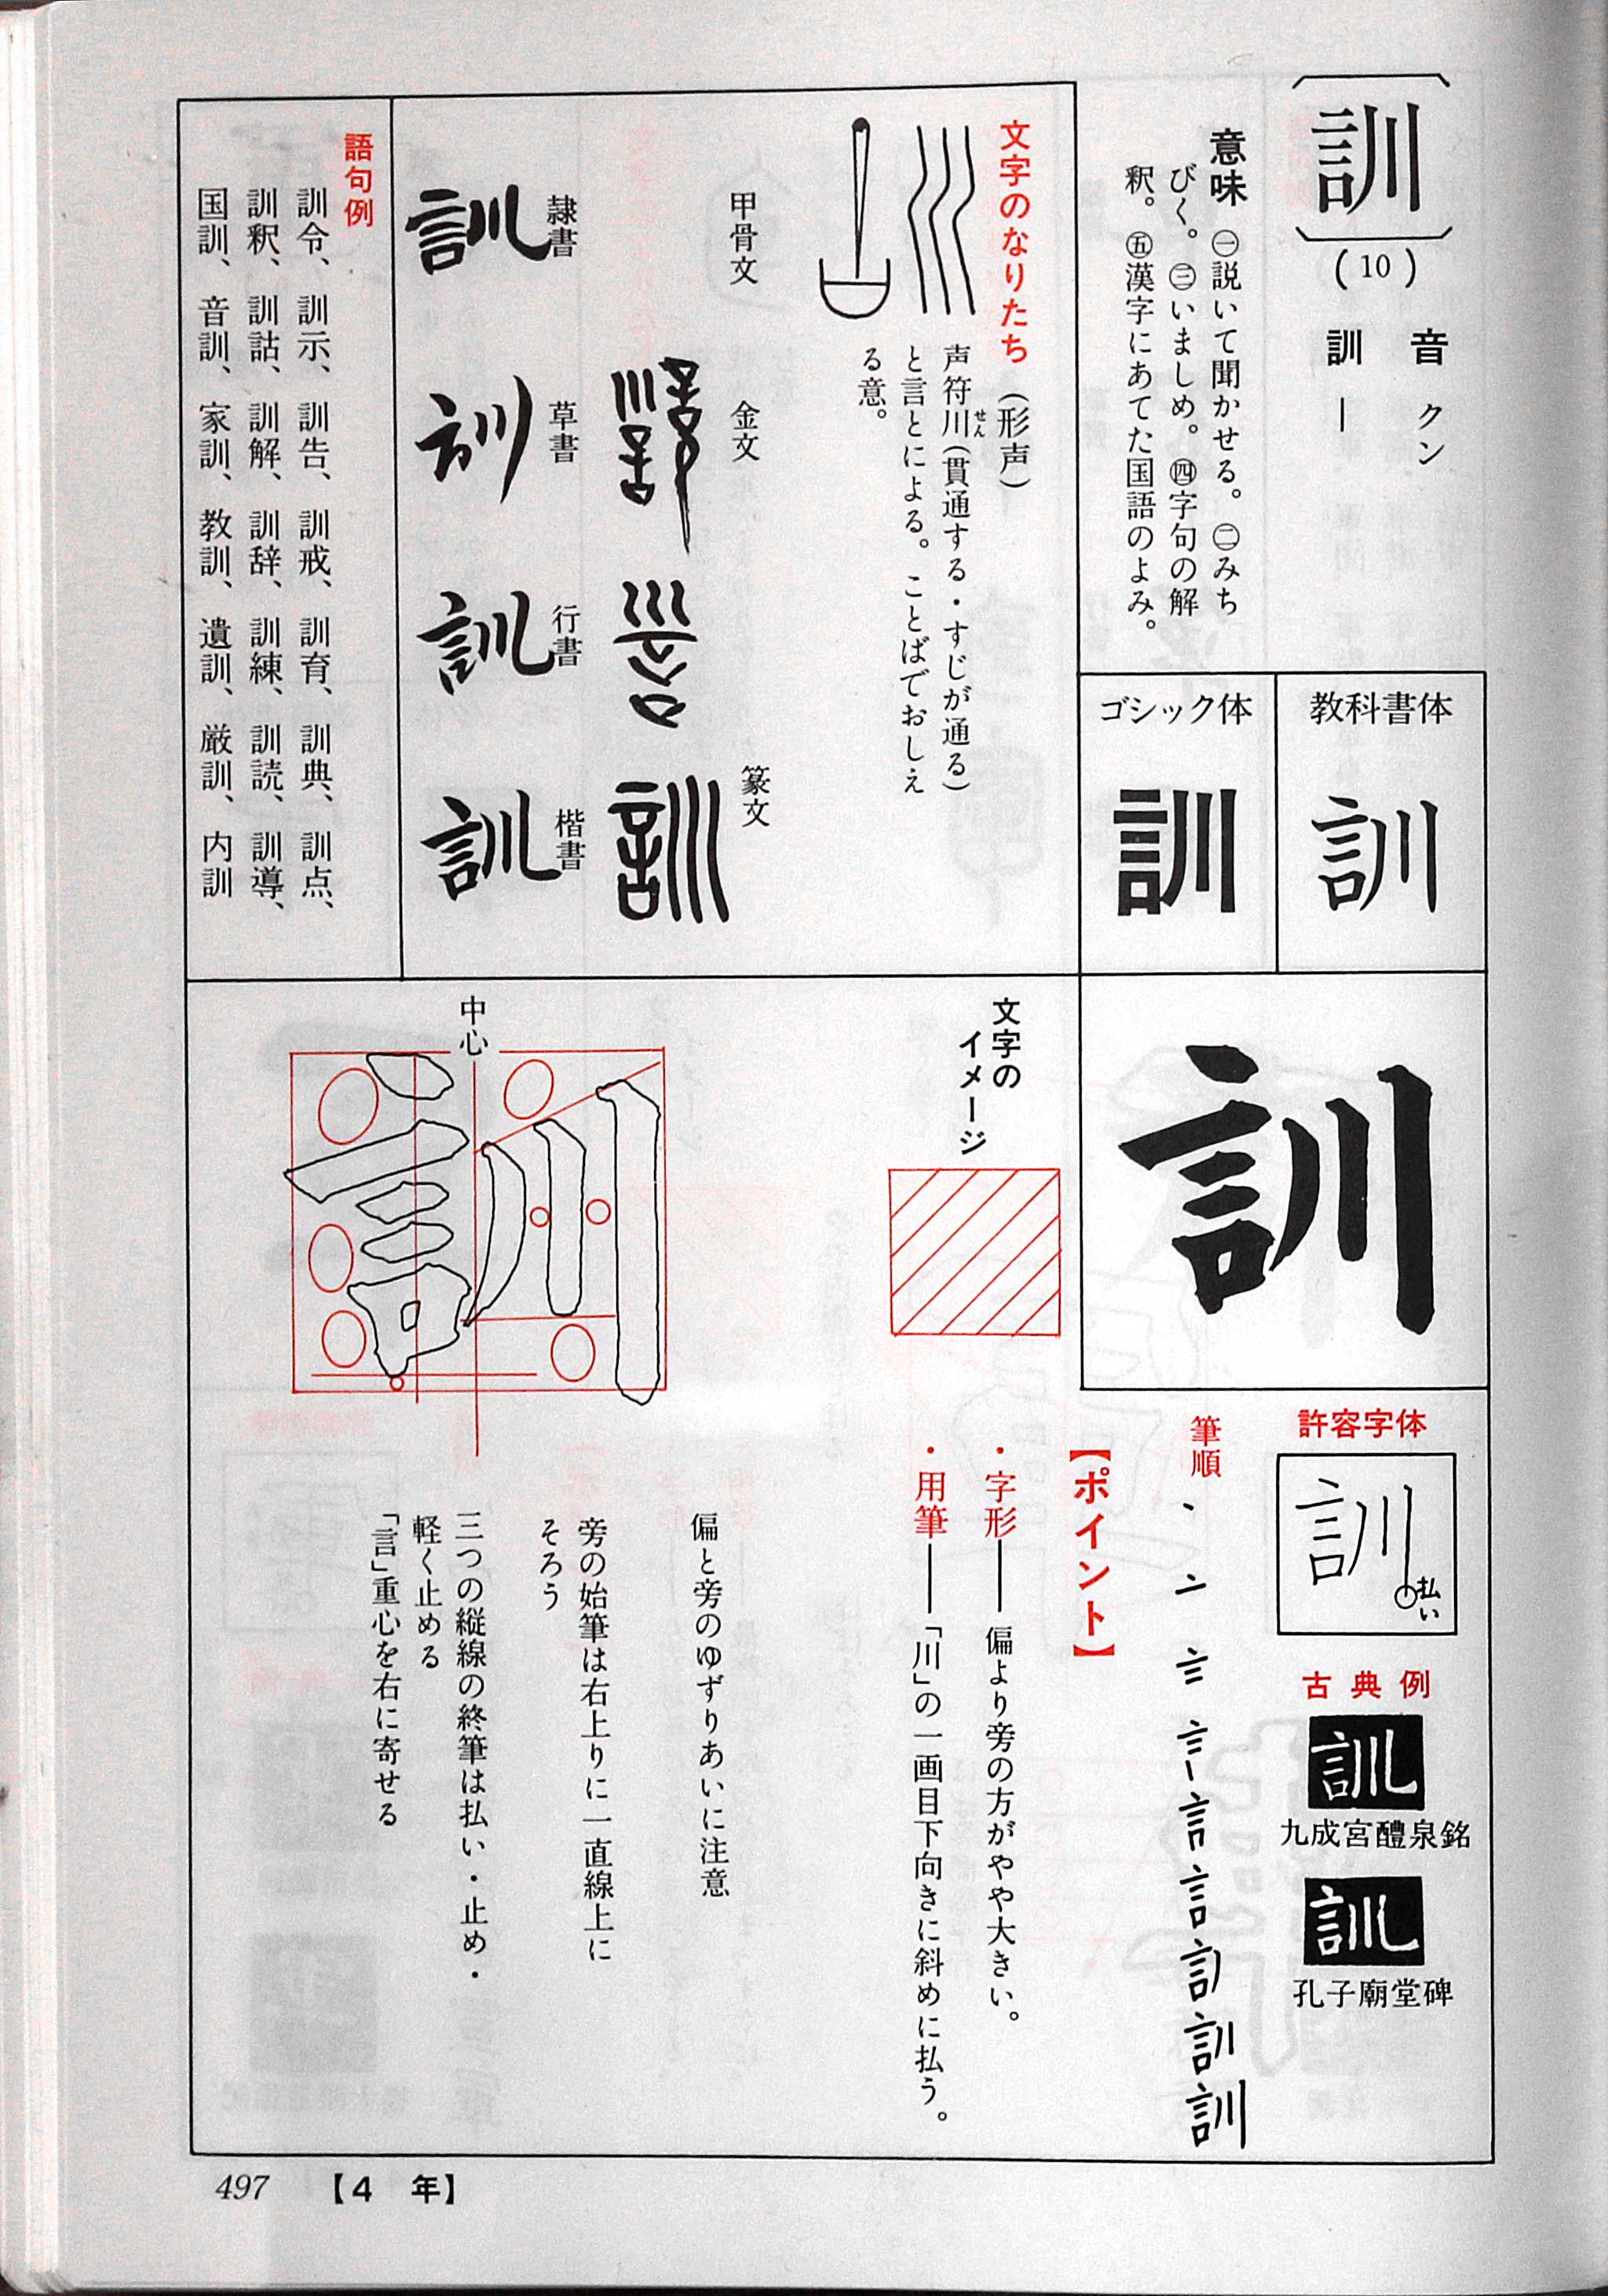 〔訓〕
(10)
音 クン
訓 ―
意味 ㊀説いて聞かせる。㊁みち
びく。㊂いましめ。㊃字句の解
釈。㊄漢字にあてた国語のよみ。
教科書体
訓
ゴシック体
訓
文字のなりたち(形声)
声符川(貫通する・すじが通る)
せん
と言とによる。ことばでおしえ
る意。
甲骨文
金文
篆文
訓
隷書
訓
草書
訓
行書
訓
楷書
訓
語句例
訓令、訓示、訓告、訓戒、訓育、訓典、訓点、
訓釈、訓詁、訓解、訓辞、訓練、訓読、訓導、
国訓、音訓、家訓、教訓、遺訓、厳訓、内訓
訓
許容字体
訓
払い
古典例
訓
九成宮醴泉銘
訓
孔子廟堂碑
筆順
訓
【ポイント】
・字形――偏より旁の方がやや大きい。
・用筆――「川」の一画目下向きに斜めに払う。
文字の
イメージ
中心
訓
偏と旁のゆずりあいに注意
旁の始筆は右上りに一直線上に
そろう
三つの縦線の終筆は払い・止め・
軽く止める
「言」重心を右に寄せる
497 【4 年】